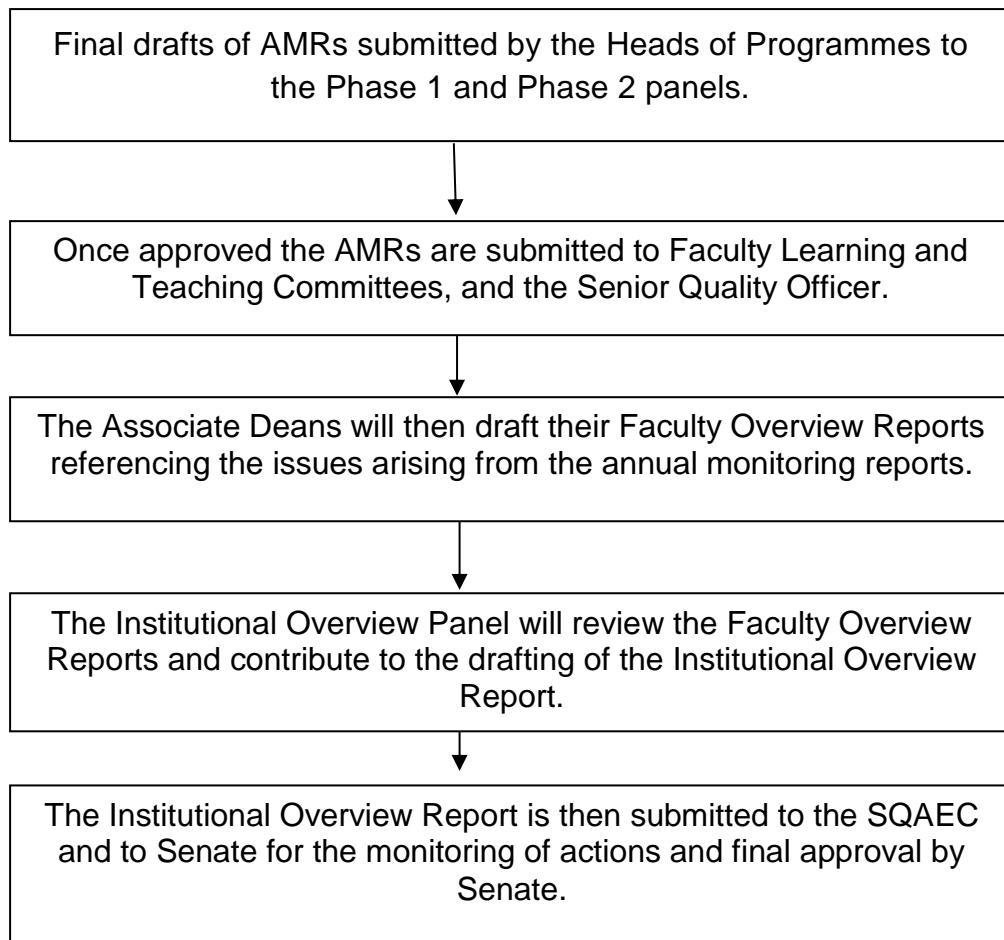 Final drafts of AMRs submitted by the Heads of Programmes to
the Phase 1 and Phase 2 panels.
Once approved the AMRs are submitted to Faculty Learning and
Teaching Committees, and the Senior Quality Officer.
The Associate Deans will then draft their Faculty Overview Reports
referencing the issues arising from the annual monitoring reports.
The Institutional Overview Panel will review the Faculty Overview
Reports and contribute to the drafting of the Institutional Overview
Report.
The Institutional Overview Report is then submitted to the SQAEC
and to Senate for the monitoring of actions and final approval by
Senate.